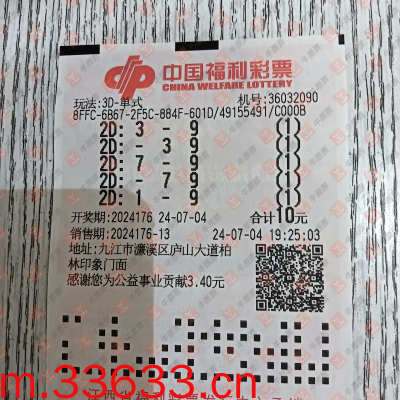 中国福利彩票
CHINA WELFARE LOTTERY
玩法:3D-单式 机号:36032090
8FFC-6B67-2F5C-884F-601D/49155491/C000B
2D: 3 - 9 (1)
2D: - 3 9 (1)
2D: - 7 - 9 (1)
2D: - 7 9 (1)
2D: 1 - 9 (1)
开奖期:2024176 24-07-04 合计10元
销售期:2024176-13 24-07-04 19:25:03
地址:九江市濂溪区庐山大道柏
林印象门面
感谢您为公益事业贡献3.40元
m.33633.cn